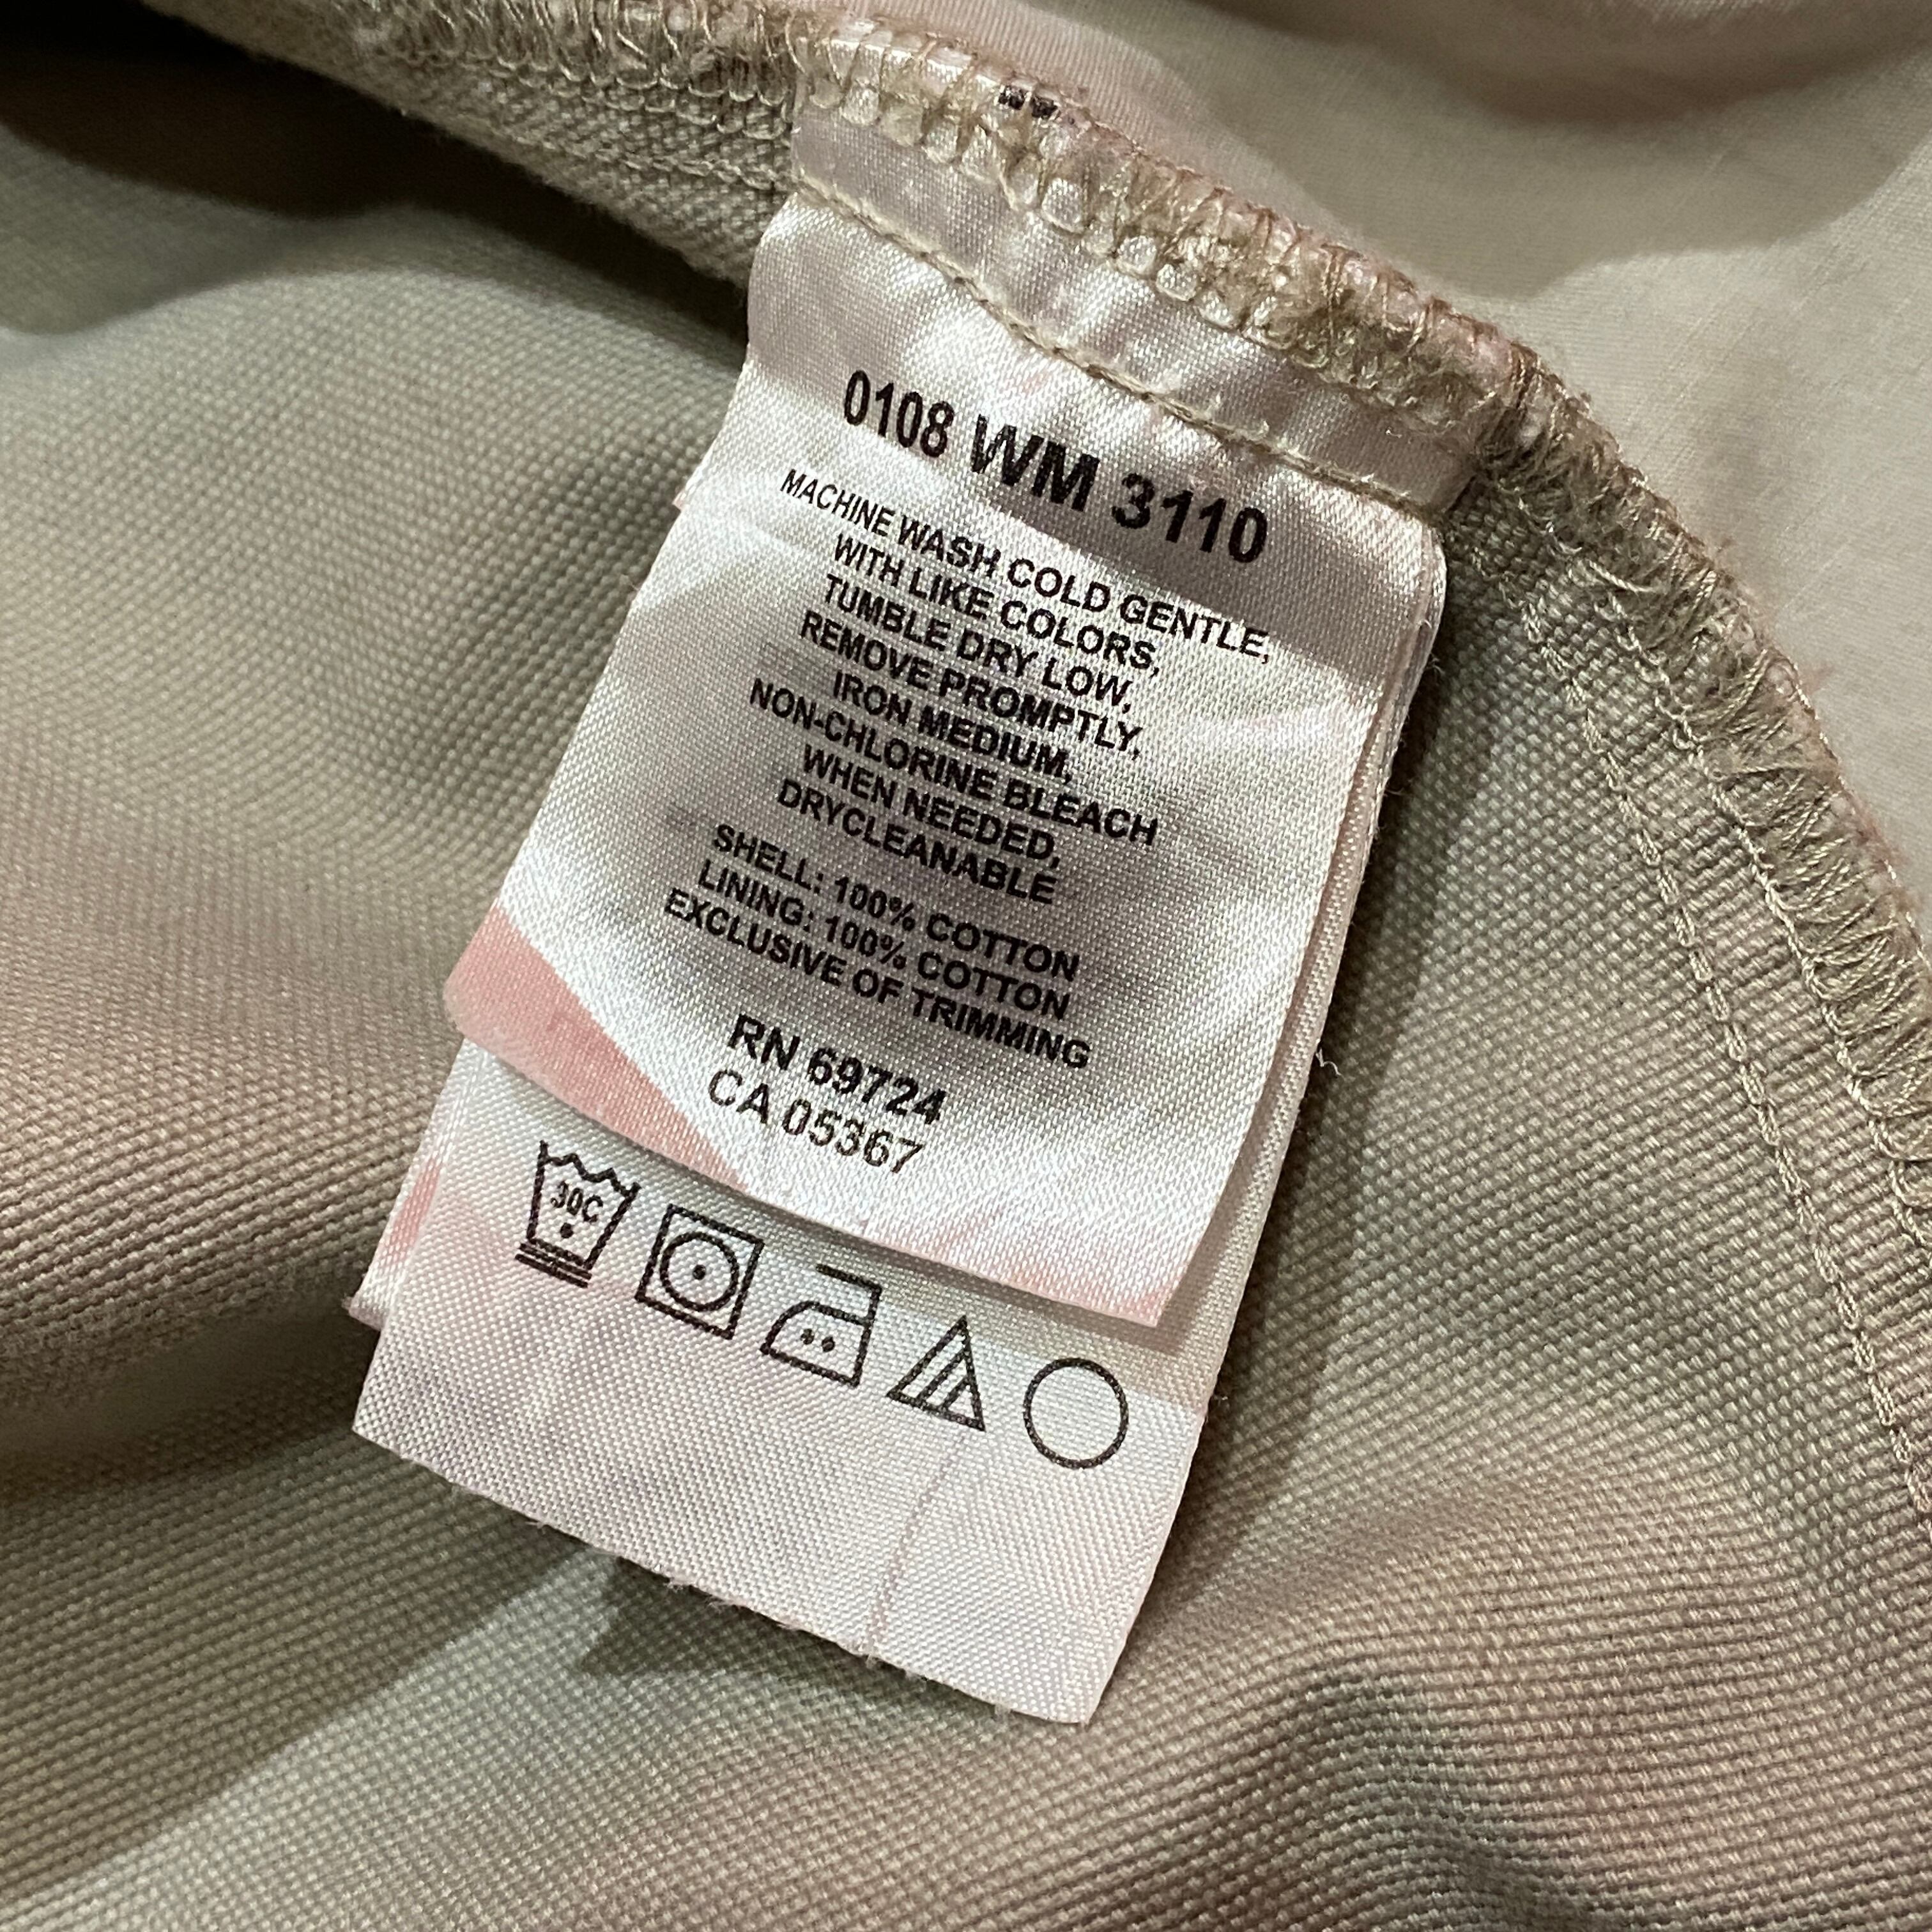 0108 WM 3110
MACHINE WASH COLD GENTLE,
WITH LIKE COLORS,
TUMBLE DRY LOW,
REMOVE PROMPTLY,
IRON MEDIUM,
NON-CHLORINE BLEACH
WHEN NEEDED,
DRYCLEANABLE
SHELL: 100% COTTON
LINING: 100% COTTON
EXCLUSIVE OF TRIMMING
RN 69724
CA 05367
30C